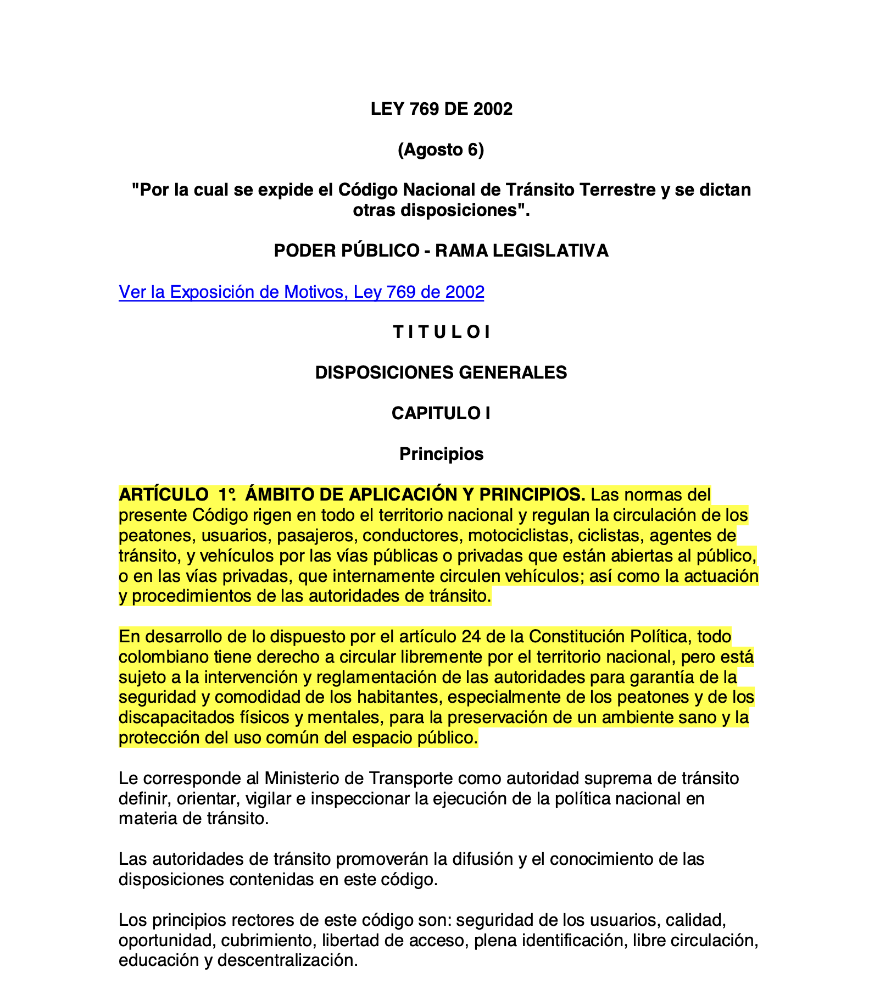 LEY 769 DE 2002
(Agosto 6)
"Por la cual se expide el Código Nacional de Tránsito Terrestre y se dictan
otras disposiciones".
PODER PÚBLICO - RAMA LEGISLATIVA
Ver la Exposición de Motivos, Ley 769 de 2002
T I T U L O I
DISPOSICIONES GENERALES
CAPITULO I
Principios
ARTÍCULO 1º. ÁMBITO DE APLICACIÓN Y PRINCIPIOS. Las normas del
presente Código rigen en todo el territorio nacional y regulan la circulación de los
peatones, usuarios, pasajeros, conductores, motociclistas, ciclistas, agentes de
tránsito, y vehículos por las vías públicas o privadas que están abiertas al público,
o en las vías privadas, que internamente circulen vehículos; así como la actuación
y procedimientos de las autoridades de tránsito.
En desarrollo de lo dispuesto por el artículo 24 de la Constitución Política, todo
colombiano tiene derecho a circular libremente por el territorio nacional, pero está
sujeto a la intervención y reglamentación de las autoridades para garantía de la
seguridad y comodidad de los habitantes, especialmente de los peatones y de los
discapacitados físicos y mentales, para la preservación de un ambiente sano y la
protección del uso común del espacio público.
Le corresponde al Ministerio de Transporte como autoridad suprema de tránsito
definir, orientar, vigilar e inspeccionar la ejecución de la política nacional en
materia de tránsito.
Las autoridades de tránsito promoverán la difusión y el conocimiento de las
disposiciones contenidas en este código.
Los principios rectores de este código son: seguridad de los usuarios, calidad,
oportunidad, cubrimiento, libertad de acceso, plena identificación, libre circulación,
educación y descentralización.